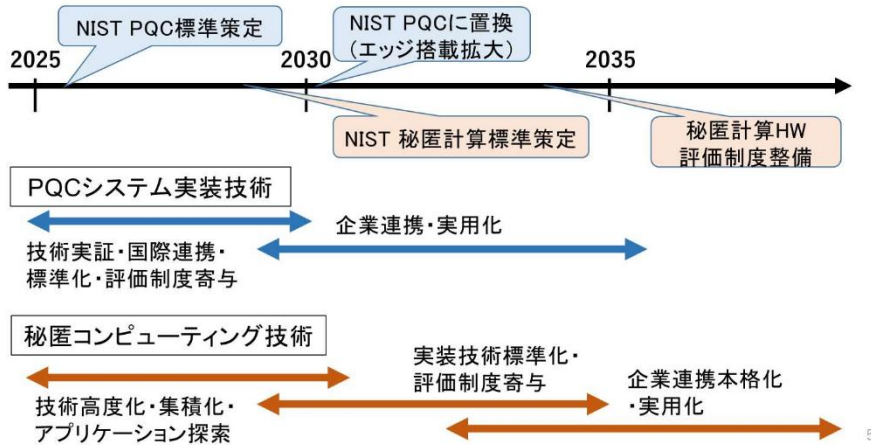 NIST PQC標準策定
NIST PQCに置換
（エッジ搭載拡大）
2025
2030
2035
NIST 秘匿計算標準策定
秘匿計算HW
評価制度整備
PQCシステム実装技術
技術実証・国際連携・
標準化・評価制度寄与
企業連携・実用化
秘匿コンピューティング技術
技術高度化・集積化・
アプリケーション探索
実装技術標準化・
評価制度寄与
企業連携本格化
・実用化
5